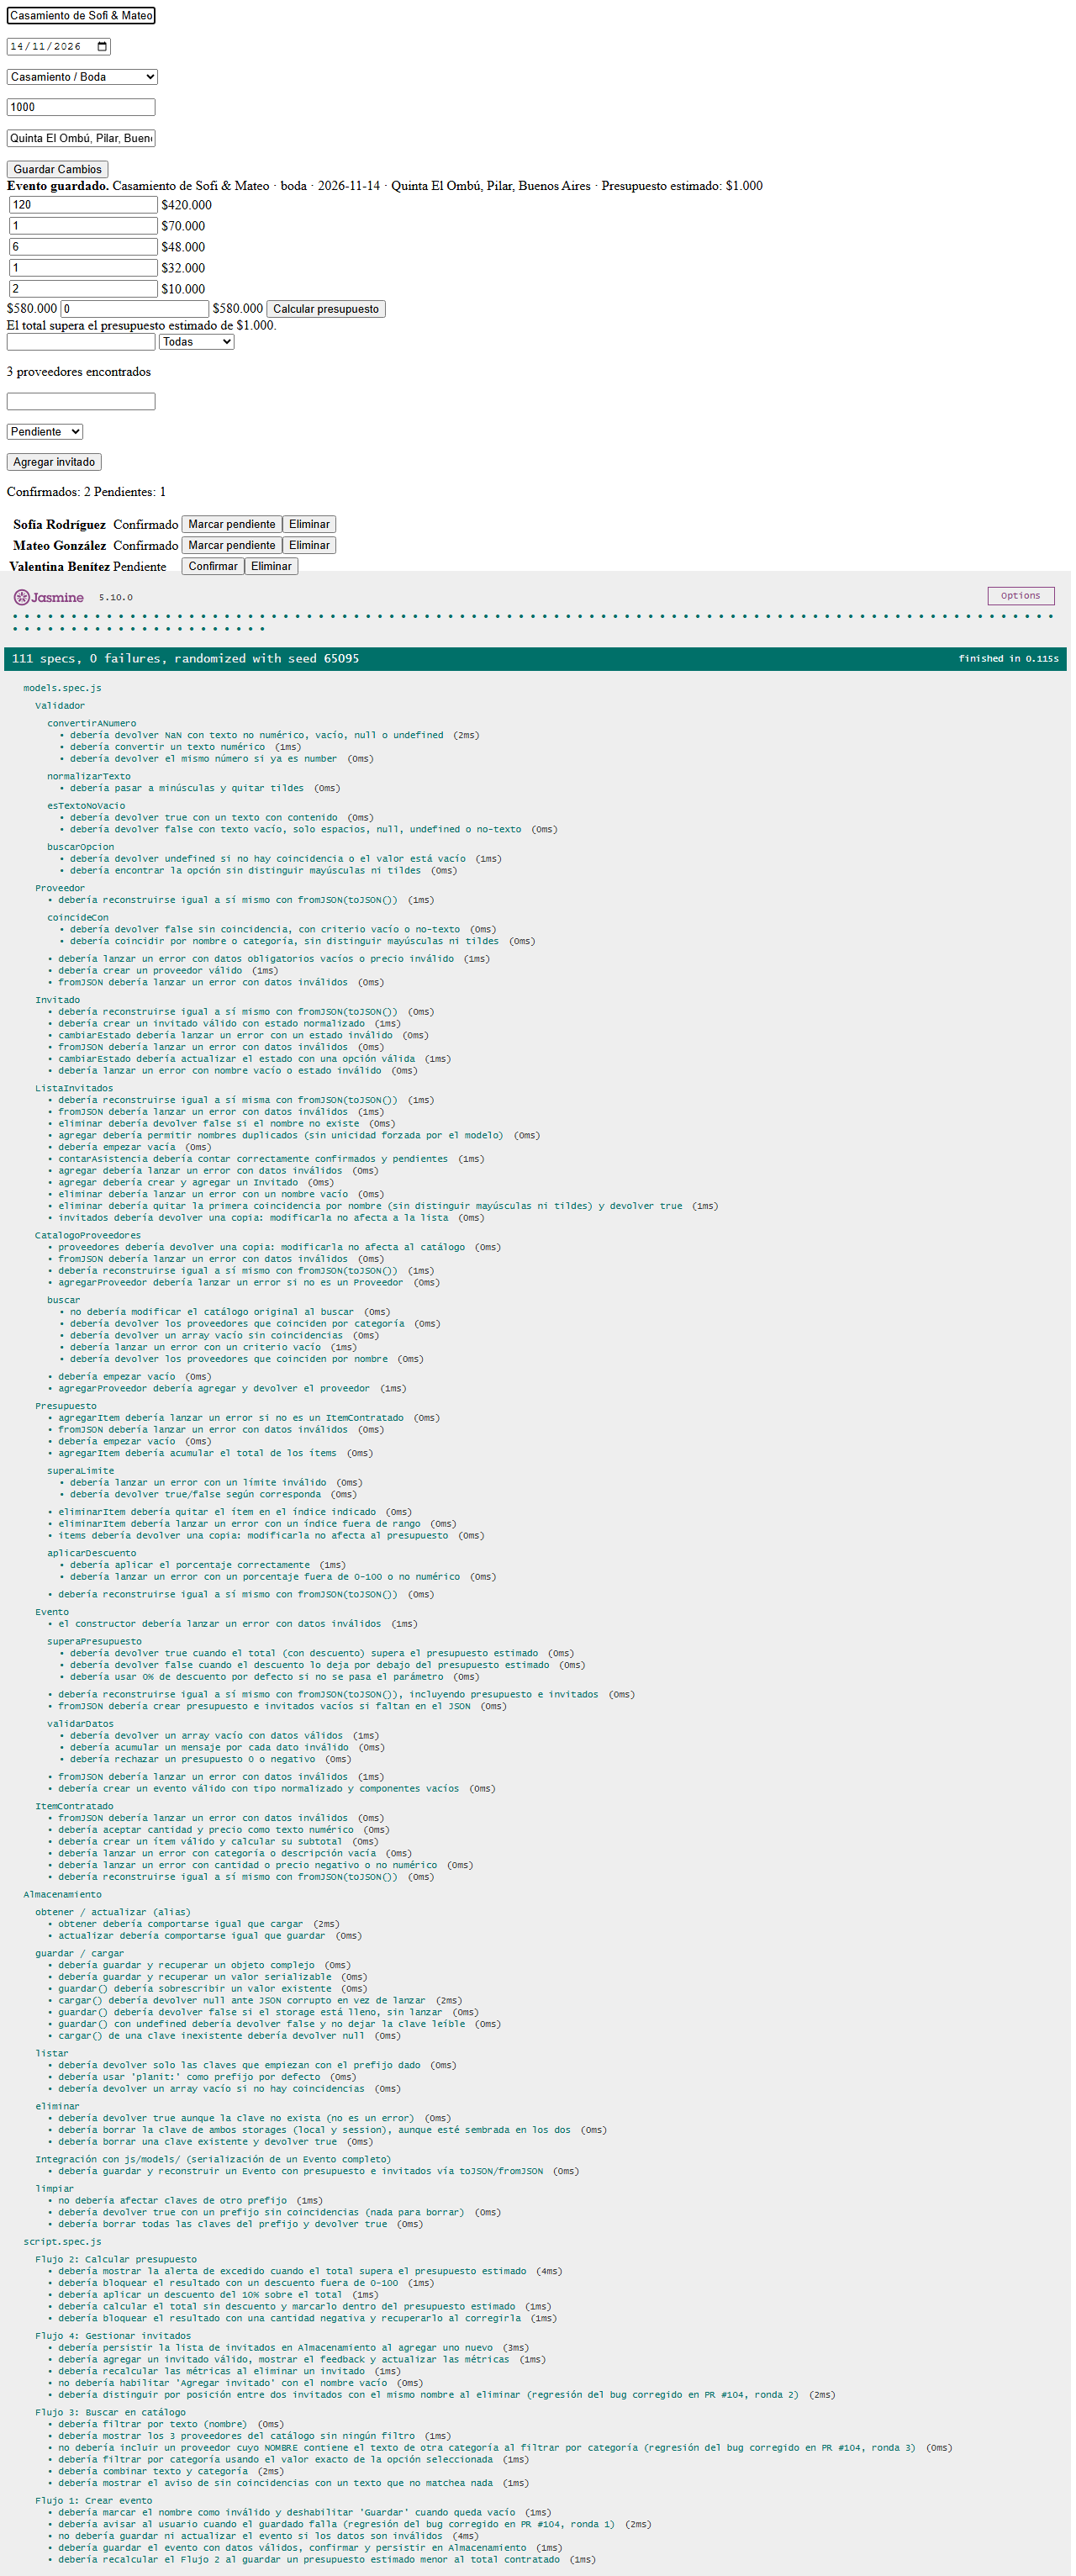 Casamiento de Sofi & Mateo
14/11/2026
Casamiento / Boda
1000
Quinta El Ombú, Pilar, Buen
Guardar Cambios
Evento guardado. Casamiento de Sofi & Mateo · boda · 2026-11-14 · Quinta El Ombú, Pilar, Buenos Aires · Presupuesto estimado: $1.000
120 $420.000
1 $70.000
6 $48.000
1 $32.000
2 $10.000
$580.000 0 $580.000 Calcular presupuesto
El total supera el presupuesto estimado de $1.000.
Todas
3 proveedores encontrados
Pendiente
Agregar invitado
Confirmados: 2 Pendientes: 1
Sofía Rodríguez Confirmado Marcar pendiente Eliminar
Mateo González Confirmado Marcar pendiente Eliminar
Valentina Benítez Pendiente Confirmar Eliminar
Jasmine 5.10.0 Options
111 specs, 0 failures, randomized with seed 65095 finished in 0.115s
models.spec.js
Validador
convertirANumero
• debería devolver NaN con texto no numérico, vacío, null o undefined (2ms)
• debería convertir un texto numérico (1ms)
• debería devolver el mismo número si ya es number (0ms)
normalizarTexto
• debería pasar a minúsculas y quitar tildes (0ms)
esTextoNoVacio
• debería devolver true con un texto con contenido (0ms)
• debería devolver false con texto vacío, solo espacios, null, undefined o no-texto (0ms)
buscarOpcion
• debería devolver undefined si no hay coincidencia o el valor está vacío (1ms)
• debería encontrar la opción sin distinguir mayúsculas ni tildes (0ms)
Proveedor
• debería reconstruirse igual a sí mismo con fromJSON(toJSON()) (1ms)
coincideCon
• debería devolver false sin coincidencia, con criterio vacío o no-texto (0ms)
• debería coincidir por nombre o categoría, sin distinguir mayúsculas ni tildes (0ms)
• debería lanzar un error con datos obligatorios vacíos o precio inválido (1ms)
• debería crear un proveedor válido (1ms)
• fromJSON debería lanzar un error con datos inválidos (0ms)
Invitado
• debería reconstruirse igual a sí mismo con fromJSON(toJSON()) (0ms)
• debería crear un invitado válido con estado normalizado (1ms)
• cambiarEstado debería lanzar un error con un estado inválido (0ms)
• fromJSON debería lanzar un error con datos inválidos (0ms)
• cambiarEstado debería actualizar el estado con una opción válida (1ms)
• debería lanzar un error con nombre vacío o estado inválido (0ms)
ListaInvitados
• debería reconstruirse igual a sí misma con fromJSON(toJSON()) (1ms)
• fromJSON debería lanzar un error con datos inválidos (1ms)
• eliminar debería devolver false si el nombre no existe (0ms)
• agregar debería permitir nombres duplicados (sin unicidad forzada por el modelo) (0ms)
• debería empezar vacía (0ms)
• contarAsistencia debería contar correctamente confirmados y pendientes (1ms)
• agregar debería lanzar un error con datos inválidos (0ms)
• agregar debería crear y agregar un Invitado (0ms)
• eliminar debería lanzar un error con un nombre vacío (0ms)
• eliminar debería quitar la primera coincidencia por nombre (sin distinguir mayúsculas ni tildes) y devolver true (1ms)
• invitados debería devolver una copia: modificarla no afecta a la lista (0ms)
CatalogoProveedores
• proveedores debería devolver una copia: modificarla no afecta al catálogo (0ms)
• fromJSON debería lanzar un error con datos inválidos (0ms)
• debería reconstruirse igual a sí mismo con fromJSON(toJSON()) (1ms)
• agregarProveedor debería lanzar un error si no es un Proveedor (0ms)
buscar
• no debería modificar el catálogo original al buscar (0ms)
• debería devolver los proveedores que coinciden por categoría (0ms)
• debería devolver un array vacío sin coincidencias (0ms)
• debería lanzar un error con un criterio vacío (1ms)
• debería devolver los proveedores que coinciden por nombre (0ms)
• debería empezar vacío (0ms)
• agregarProveedor debería agregar y devolver el proveedor (1ms)
Presupuesto
• agregarItem debería lanzar un error si no es un ItemContratado (0ms)
• fromJSON debería lanzar un error con datos inválidos (0ms)
• debería empezar vacío (0ms)
• agregarItem debería acumular el total de los ítems (0ms)
superaLimite
• debería lanzar un error con un límite inválido (0ms)
• debería devolver true/false según corresponda (0ms)
• eliminarItem debería quitar el ítem en el índice indicado (0ms)
• eliminarItem debería lanzar un error con un índice fuera de rango (0ms)
• items debería devolver una copia: modificarla no afecta al presupuesto (0ms)
aplicarDescuento
• debería aplicar el porcentaje correctamente (1ms)
• debería lanzar un error con un porcentaje fuera de 0-100 o no numérico (0ms)
• debería reconstruirse igual a sí mismo con fromJSON(toJSON()) (0ms)
Evento
• el constructor debería lanzar un error con datos inválidos (1ms)
superaPresupuesto
• debería devolver true cuando el total (con descuento) supera el presupuesto estimado (0ms)
• debería devolver false cuando el descuento lo deja por debajo del presupuesto estimado (0ms)
• debería usar 0% de descuento por defecto si no se pasa el parámetro (0ms)
• debería reconstruirse igual a sí mismo con fromJSON(toJSON()), incluyendo presupuesto e invitados (0ms)
• fromJSON debería crear presupuesto e invitados vacíos si faltan en el JSON (0ms)
validarDatos
• debería devolver un array vacío con datos válidos (1ms)
• debería acumular un mensaje por cada dato inválido (0ms)
• debería rechazar un presupuesto 0 o negativo (0ms)
• fromJSON debería lanzar un error con datos inválidos (1ms)
• debería crear un evento válido con tipo normalizado y componentes vacíos (0ms)
ItemContratado
• fromJSON debería lanzar un error con datos inválidos (0ms)
• debería aceptar cantidad y precio como texto numérico (0ms)
• debería crear un ítem válido y calcular su subtotal (0ms)
• debería lanzar un error con categoría o descripción vacía (0ms)
• debería lanzar un error con cantidad o precio negativo o no numérico (0ms)
• debería reconstruirse igual a sí mismo con fromJSON(toJSON()) (0ms)
Almacenamiento
obtener / actualizar (alias)
• obtener debería comportarse igual que cargar (2ms)
• actualizar debería comportarse igual que guardar (0ms)
guardar / cargar
• debería guardar y recuperar un objeto complejo (0ms)
• debería guardar y recuperar un valor serializable (0ms)
• guardar() debería sobrescribir un valor existente (0ms)
• cargar() debería devolver null ante JSON corrupto en vez de lanzar (2ms)
• guardar() debería devolver false si el storage está lleno, sin lanzar (0ms)
• guardar() con undefined debería devolver false y no dejar la clave leíble (0ms)
• cargar() de una clave inexistente debería devolver null (0ms)
listar
• debería devolver solo las claves que empiezan con el prefijo dado (0ms)
• debería usar 'planit:' como prefijo por defecto (0ms)
• debería devolver un array vacío si no hay coincidencias (0ms)
eliminar
• debería devolver true aunque la clave no exista (no es un error) (0ms)
• debería borrar la clave de ambos storages (local y session), aunque esté sembrada en los dos (0ms)
• debería borrar una clave existente y devolver true (0ms)
Integración con js/models/ (serialización de un Evento completo)
• debería guardar y reconstruir un Evento con presupuesto e invitados vía toJSON/fromJSON (0ms)
limpiar
• no debería afectar claves de otro prefijo (1ms)
• debería devolver true con un prefijo sin coincidencias (nada para borrar) (0ms)
• debería borrar todas las claves del prefijo y devolver true (0ms)
script.spec.js
Flujo 2: Calcular presupuesto
• debería mostrar la alerta de excedido cuando el total supera el presupuesto estimado (4ms)
• debería bloquear el resultado con un descuento fuera de 0-100 (1ms)
• debería aplicar un descuento del 10% sobre el total (1ms)
• debería calcular el total sin descuento y marcarlo dentro del presupuesto estimado (1ms)
• debería bloquear el resultado con una cantidad negativa y recuperarlo al corregirla (1ms)
Flujo 4: Gestionar invitados
• debería persistir la lista de invitados en Almacenamiento al agregar uno nuevo (3ms)
• debería agregar un invitado válido, mostrar el feedback y actualizar las métricas (1ms)
• debería recalcular las métricas al eliminar un invitado (1ms)
• no debería habilitar 'Agregar invitado' con el nombre vacío (0ms)
• debería distinguir por posición entre dos invitados con el mismo nombre al eliminar (regresión del bug corregido en PR #104, ronda 2) (2ms)
Flujo 3: Buscar en catálogo
• debería filtrar por texto (nombre) (0ms)
• debería mostrar los 3 proveedores del catálogo sin ningún filtro (1ms)
• no debería incluir un proveedor cuyo NOMBRE contiene el texto de otra categoría al filtrar por categoría (regresión del bug corregido en PR #104, ronda 3) (0ms)
• debería filtrar por categoría usando el valor exacto de la opción seleccionada (1ms)
• debería combinar texto y categoría (2ms)
• debería mostrar el aviso de sin coincidencias con un texto que no matchea nada (1ms)
Flujo 1: Crear evento
• debería marcar el nombre como inválido y deshabilitar 'Guardar' cuando queda vacío (1ms)
• debería avisar al usuario cuando el guardado falla (regresión del bug corregido en PR #104, ronda 1) (2ms)
• no debería guardar ni actualizar el evento si los datos son inválidos (4ms)
• debería guardar el evento con datos válidos, confirmar y persistir en Almacenamiento (1ms)
• debería recalcular el Flujo 2 al guardar un presupuesto estimado menor al total contratado (1ms)